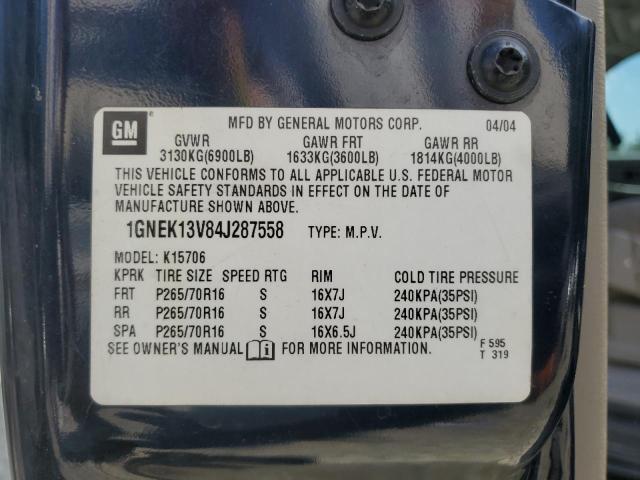 GM ®
MFD BY GENERAL MOTORS CORP. 04/04
GVWR GAWR FRT GAWR RR
3130KG(6900LB) 1633KG(3600LB) 1814KG(4000LB)
THIS VEHICLE CONFORMS TO ALL APPLICABLE U.S. FEDERAL MOTOR
VEHICLE SAFETY STANDARDS IN EFFECT ON THE DATE OF
MANUFACTURE SHOWN ABOVE.
1GNEK13V84J287558 TYPE: M.P.V.
MODEL: K15706
KPRK TIRE SIZE SPEED RTG RIM COLD TIRE PRESSURE
FRT P265/70R16 S 16X7J 240KPA(35PSI)
RR P265/70R16 S 16X7J 240KPA(35PSI)
SPA P265/70R16 S 16X6.5J 240KPA(35PSI)
SEE OWNER'S MANUAL i FOR MORE INFORMATION.
F 595
T 319